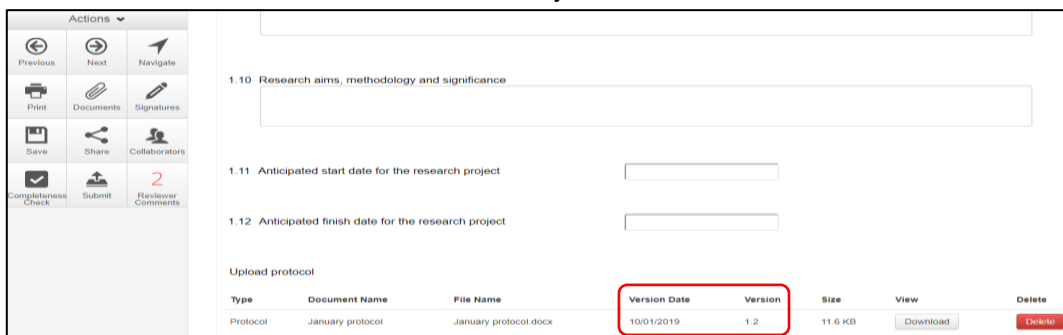 Actions
Previous Next Navigate
Print Documents Signatures
Save Share Collaborators
2
Completeness Check Submit Reviewer Comments
1.10 Research aims, methodology and significance
1.11 Anticipated start date for the research project
1.12 Anticipated finish date for the research project
Upload protocol
Type Document Name File Name Version Date Version Size View Delete
Protocol January protocol January protocol.docx 10/01/2019 1.2 11.6 KB Download Delete